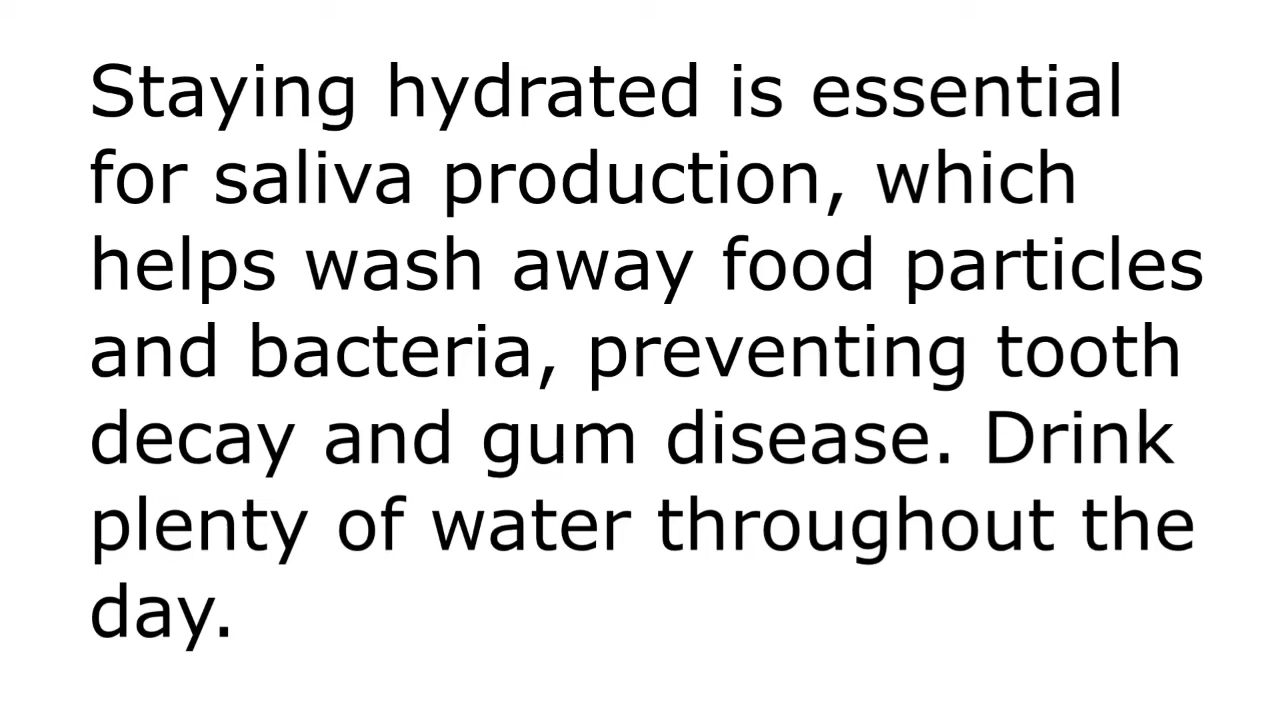 Staying hydrated is essential
for saliva production, which
helps wash away food particles
and bacteria, preventing tooth
decay and gum disease. Drink
plenty of water throughout the
day.